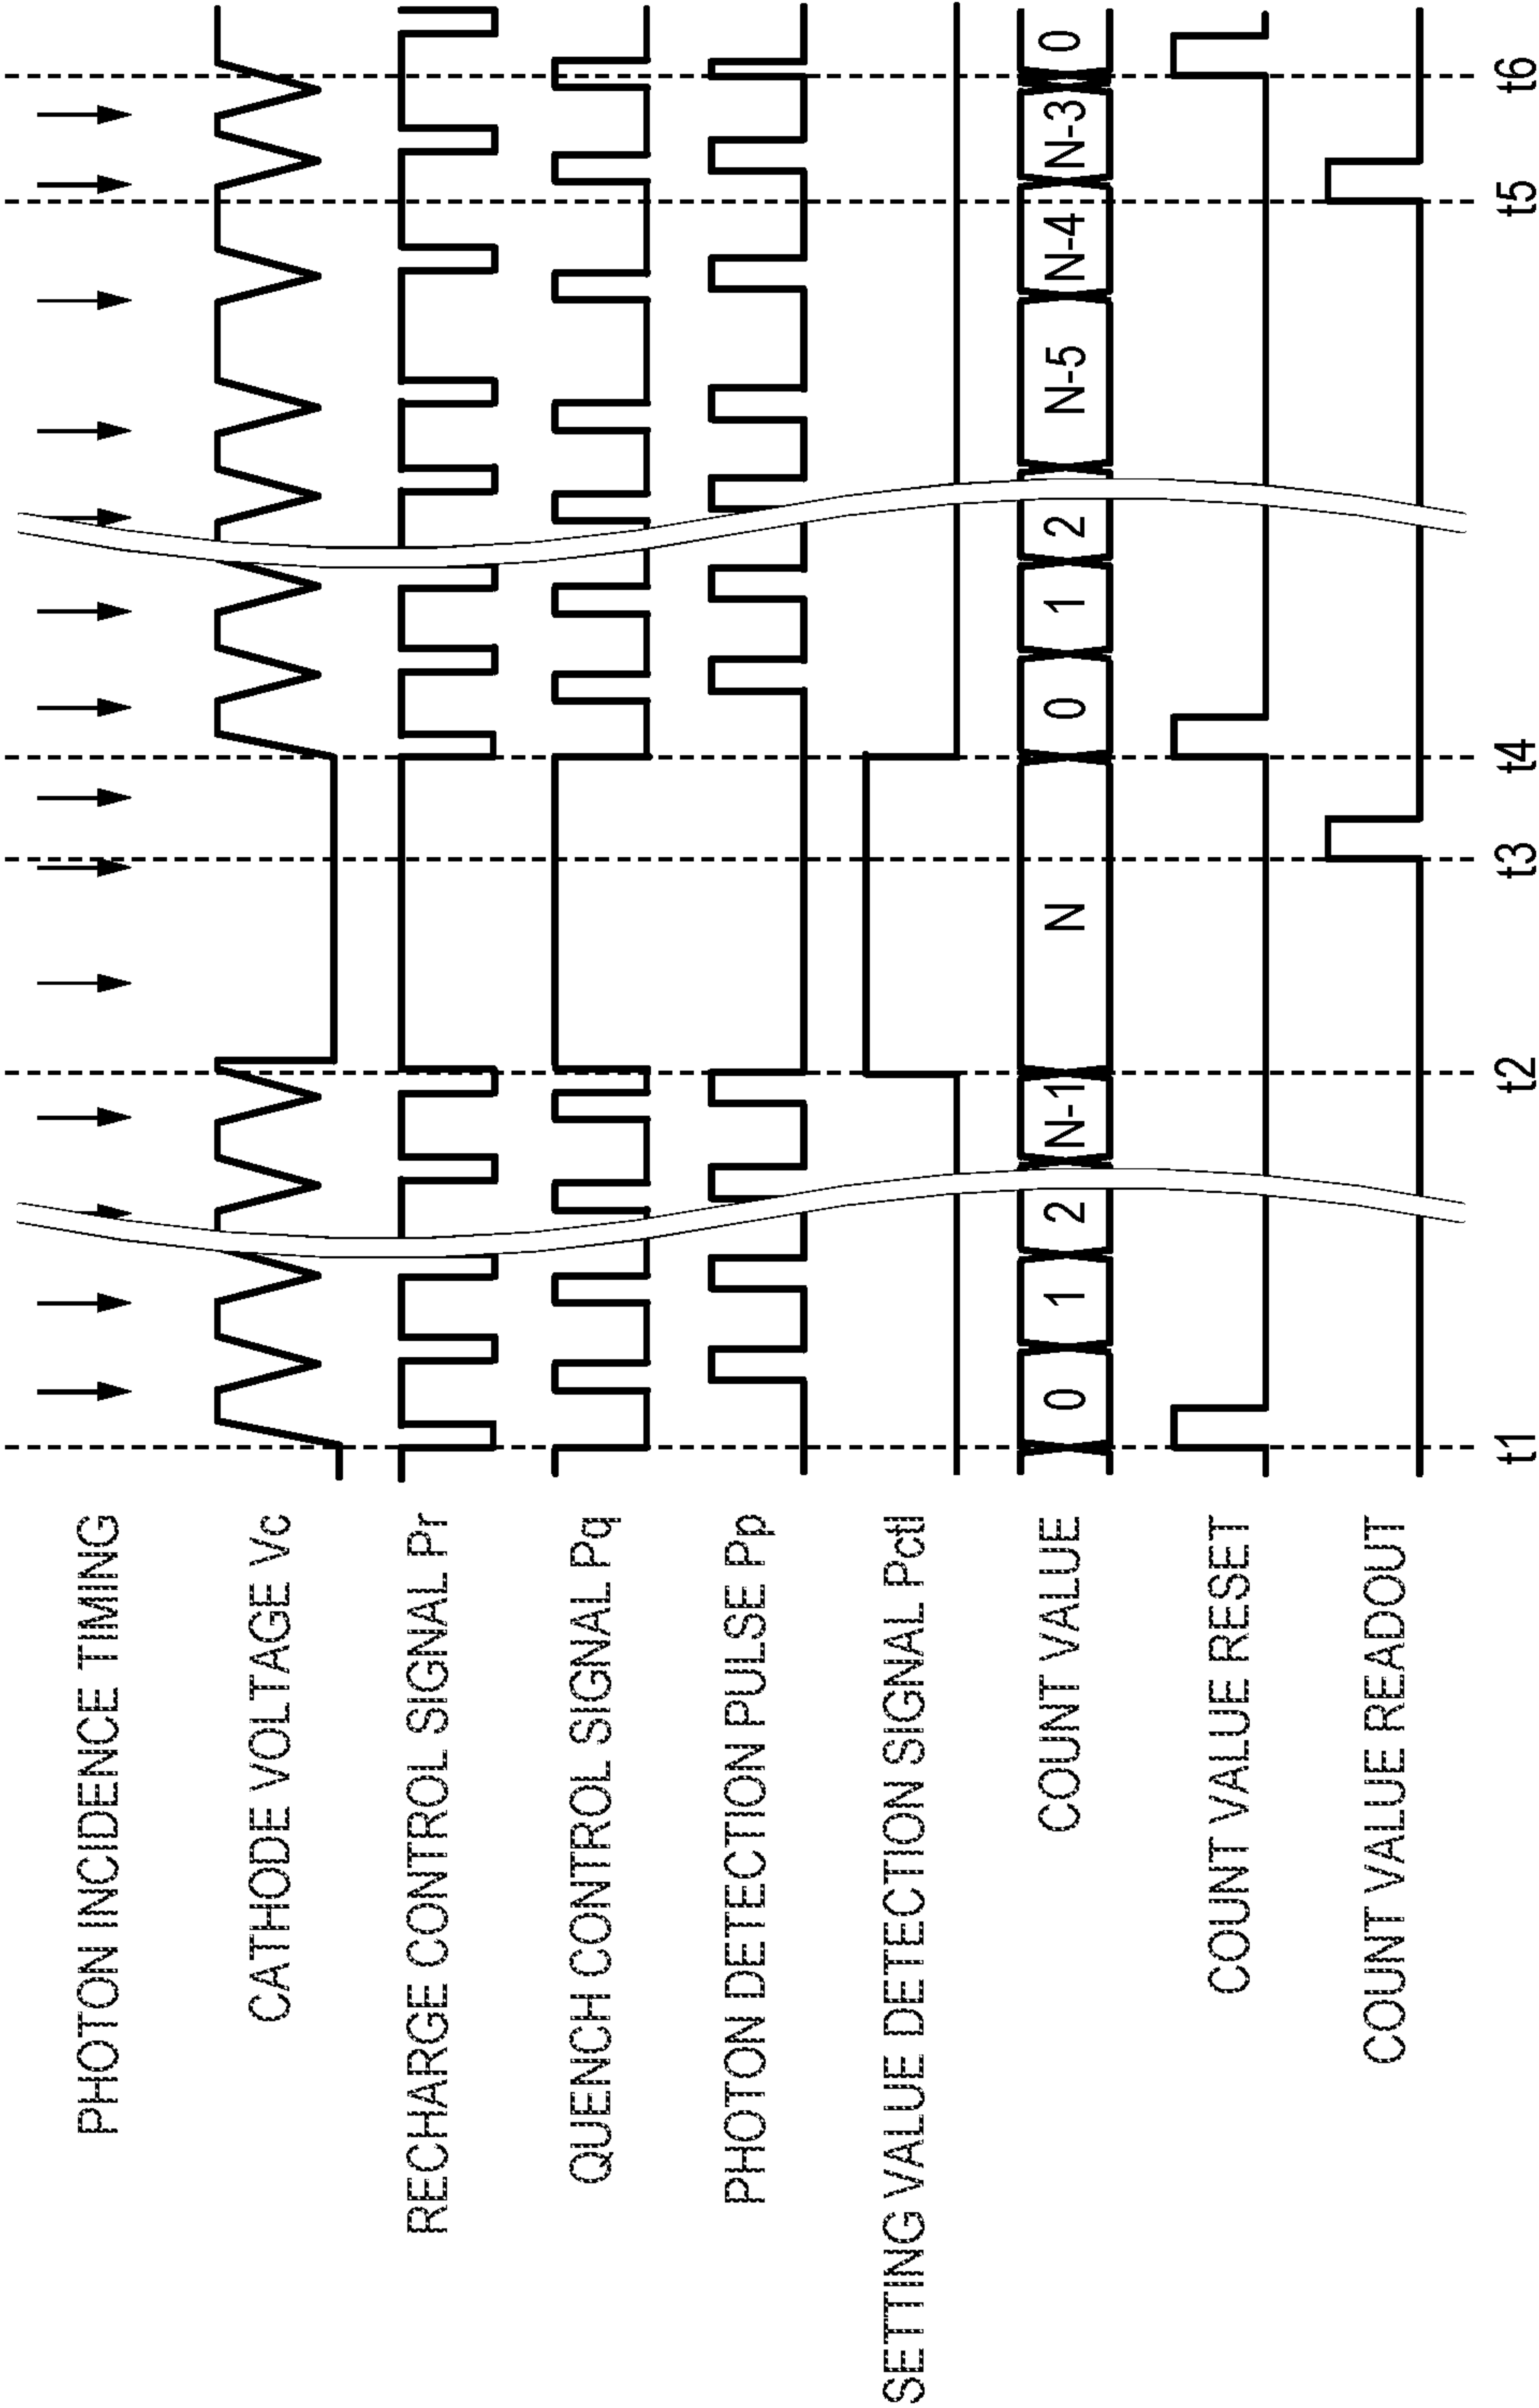 PHOTON INCIDENCE TIMING
CATHODE VOLTAGE Vc
RECHARGE CONTROL SIGNAL Pr
QUENCH CONTROL SIGNAL Pq
PHOTON DETECTION PULSE Pp
SETTING VALUE DETECTION SIGNAL Pctl
COUNT VALUE 0 1 2 N-1 N 0 1 2 N-5 N-4 N-3 0
COUNT VALUE RESET
COUNT VALUE READOUT
t1 t2 t3 t4 t5 t6